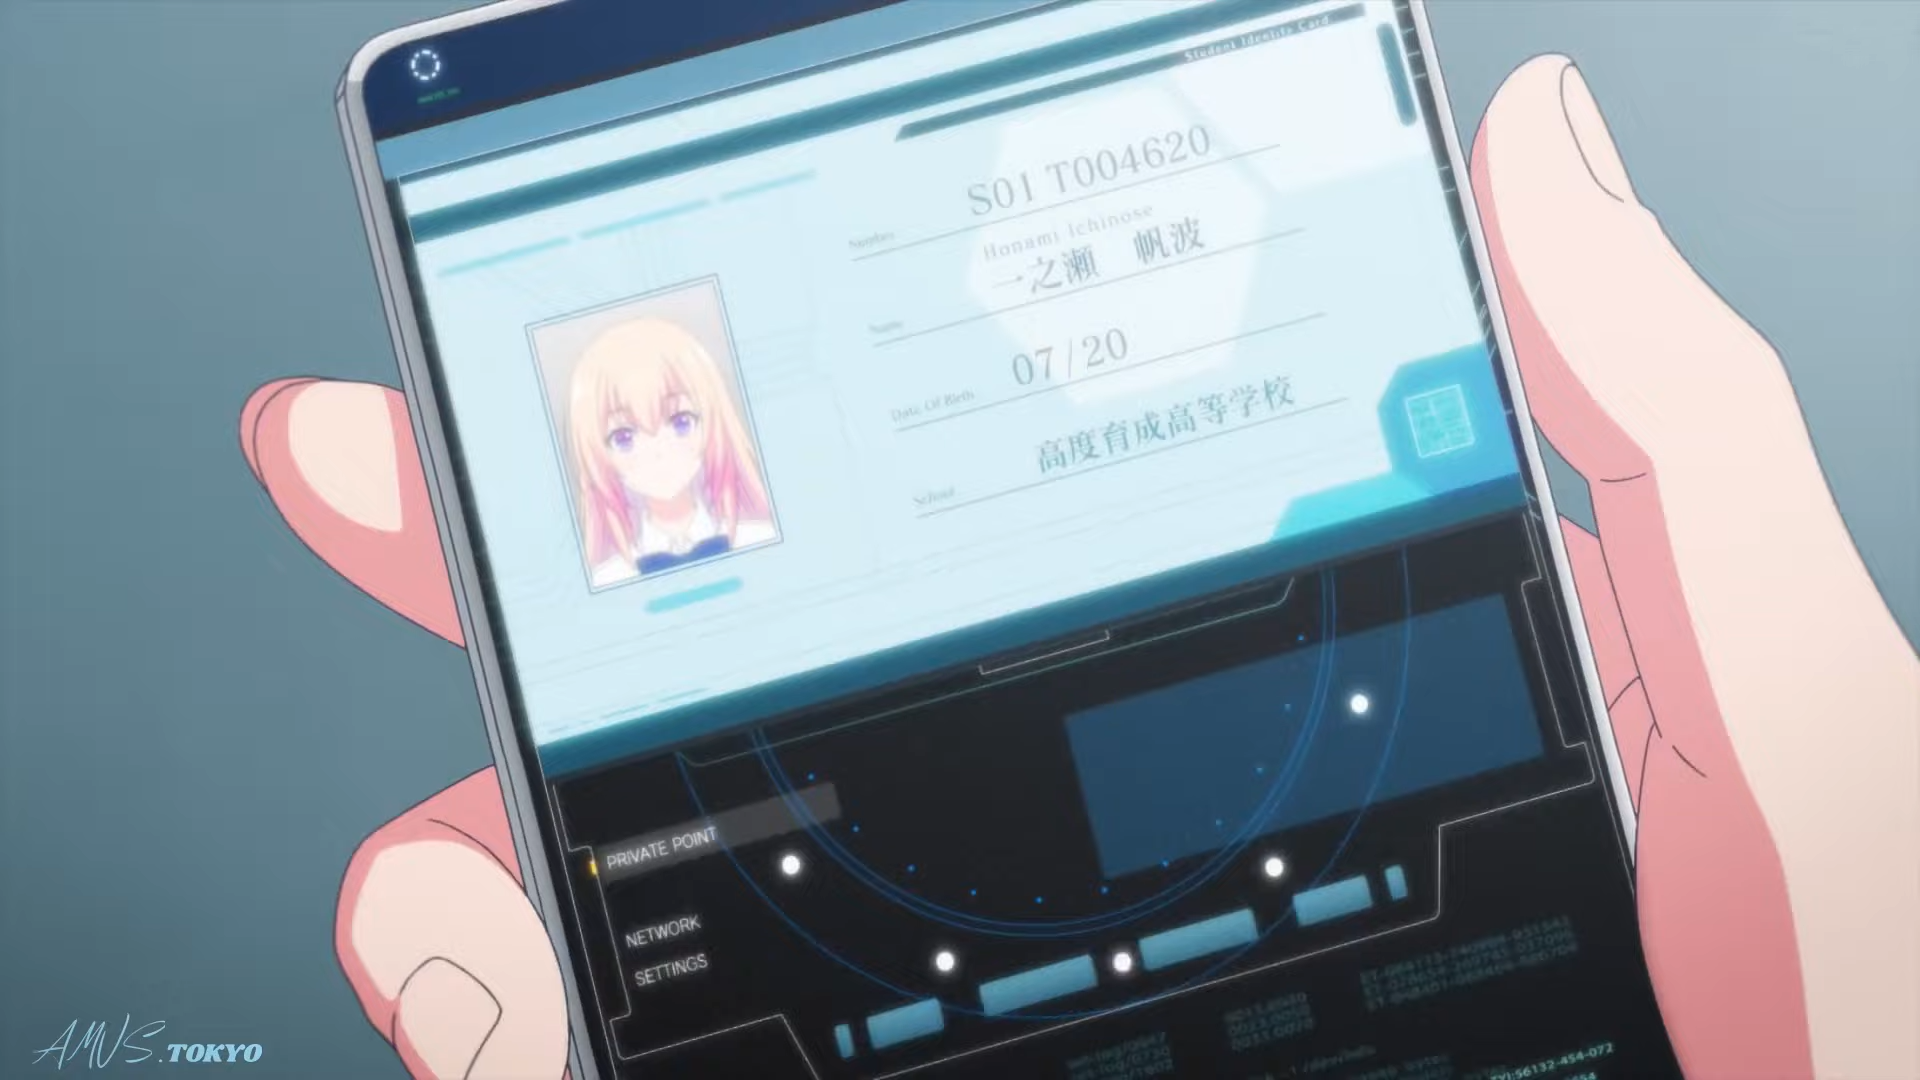 Student Identity Card
S01 T004620
Number
Honami Ichinose
一之瀬 帆波
Name
07/20
Date Of Birth
高度育成高等学校
School
PRIVATE POINT
NETWORK
SETTINGS
AMVS.TOKYO